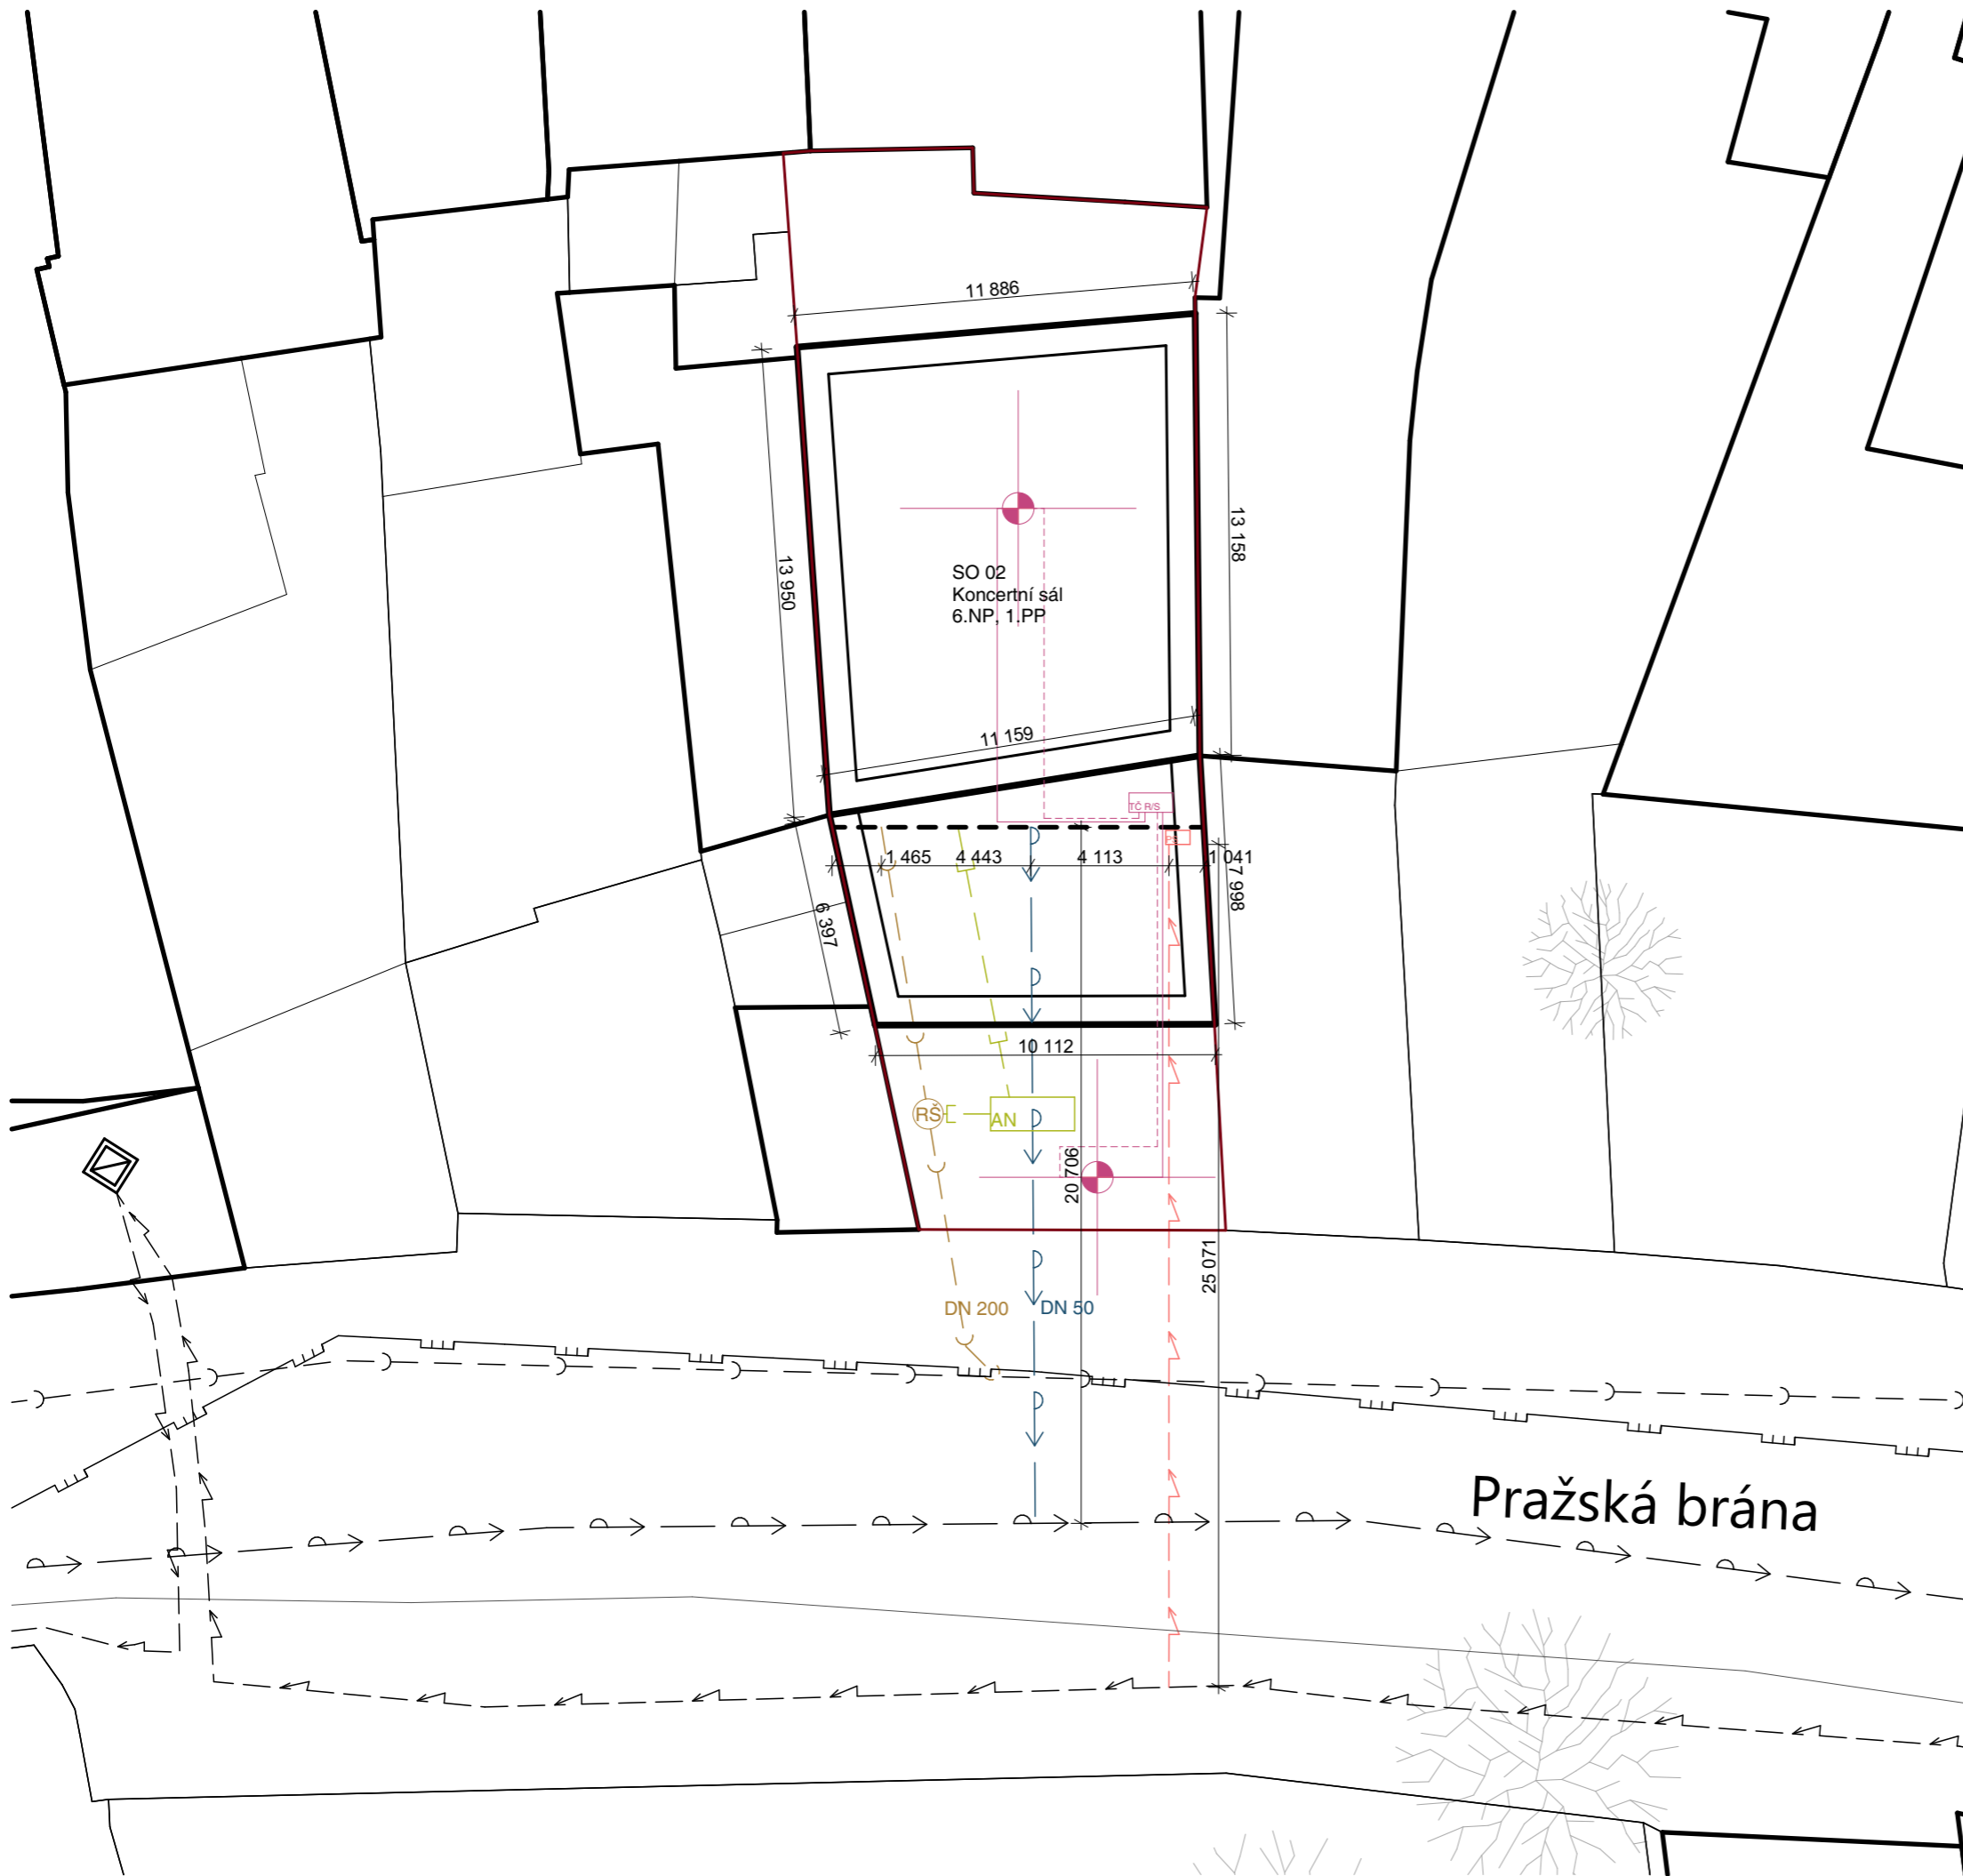 11 886
13 158
13 950
SO 02
Koncertní sál
6.NP, 1.PP
11 159
TČ R/S
1 465
4 443
4 113
1 041
7 998
6 397
10 112
RŠ
AN
20 706
25 071
DN 200
DN 50
Pražská brána